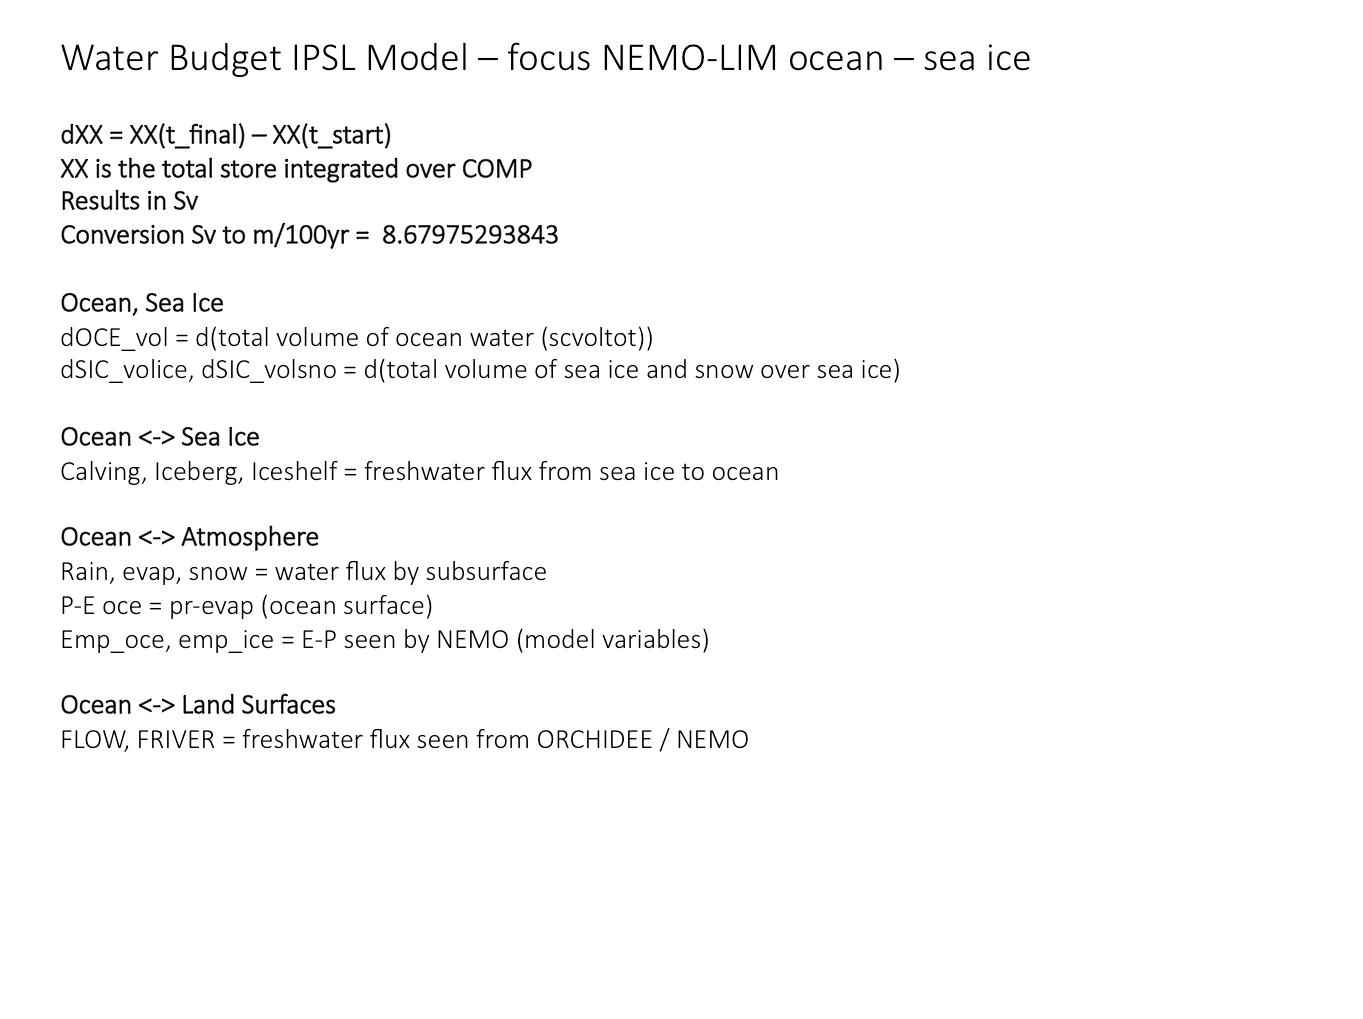 Water Budget IPSL Model – focus NEMO-LIM ocean – sea ice
dXX = XX(t_final) – XX(t_start)
XX is the total store integrated over COMP
Results in Sv
Conversion Sv to m/100yr =  8.67975293843
Ocean, Sea Ice
dOCE_vol = d(total volume of ocean water (scvoltot))
dSIC_volice, dSIC_volsno = d(total volume of sea ice and snow over sea ice)
Ocean <-> Sea Ice
Calving, Iceberg, Iceshelf = freshwater flux from sea ice to ocean
Ocean <-> Atmosphere
Rain, evap, snow = water flux by subsurface
P-E oce = pr-evap (ocean surface)
Emp_oce, emp_ice = E-P seen by NEMO (model variables)
Ocean <-> Land Surfaces
FLOW, FRIVER = freshwater flux seen from ORCHIDEE / NEMO